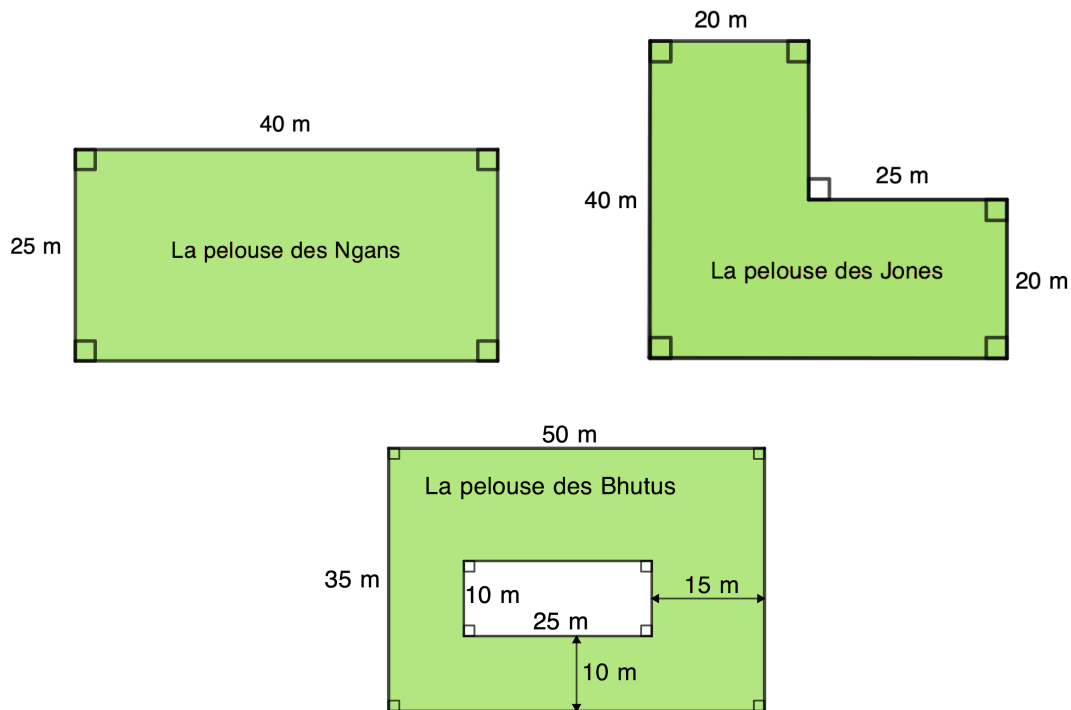 40 m
25 m
La pelouse des Ngans
20 m
25 m
40 m
La pelouse des Jones
20 m
50 m
La pelouse des Bhutus
35 m
10 m
25 m
15 m
10 m